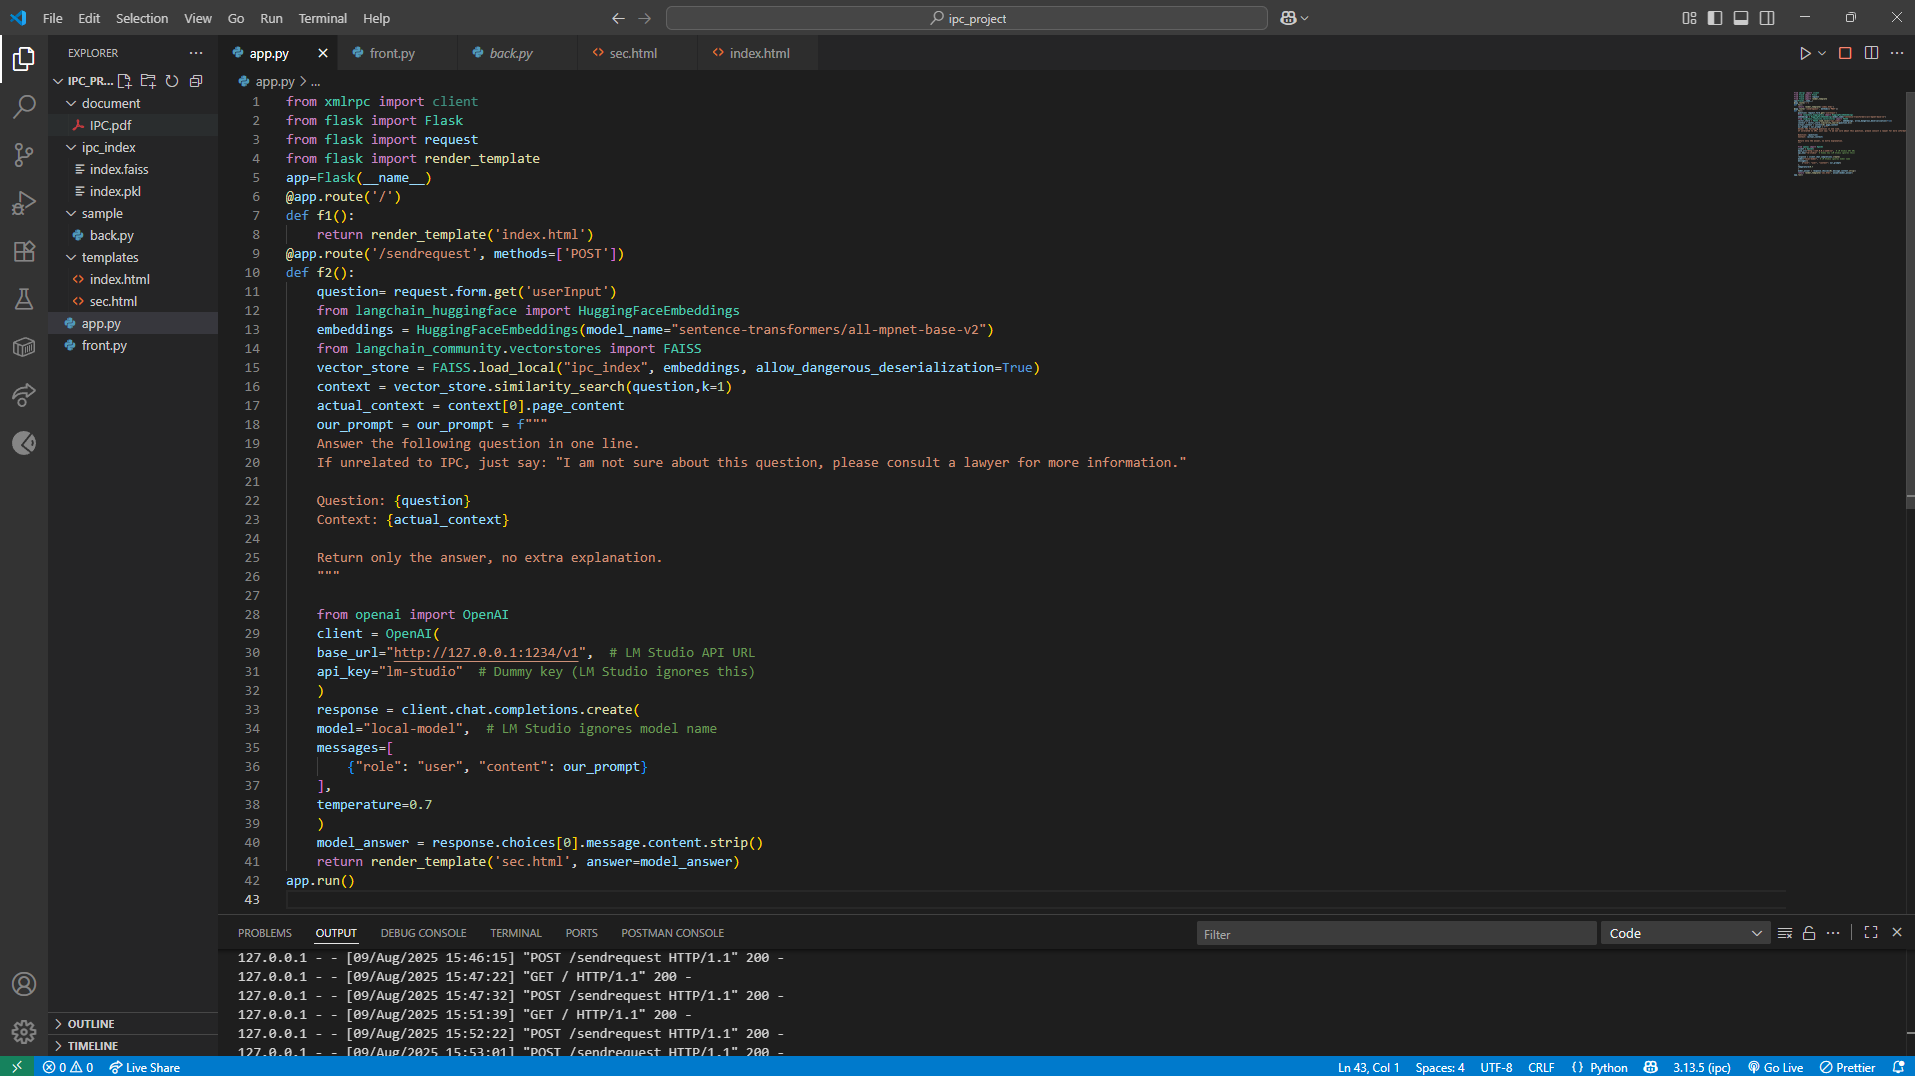 File Edit Selection View Go Run Terminal Help
ipc_project
EXPLORER
IPC_PR...
document
IPC.pdf
ipc_index
index.faiss
index.pkl
sample
back.py
templates
index.html
sec.html
app.py
front.py
OUTLINE
TIMELINE
app.py front.py back.py sec.html index.html
app.py > ...
1 from xmlrpc import client
2 from flask import Flask
3 from flask import request
4 from flask import render_template
5 app=Flask(__name__)
6 @app.route('/')
7 def f1():
8     return render_template('index.html')
9 @app.route('/sendrequest', methods=['POST'])
10 def f2():
11     question= request.form.get('userInput')
12     from langchain_huggingface import HuggingFaceEmbeddings
13     embeddings = HuggingFaceEmbeddings(model_name="sentence-transformers/all-mpnet-base-v2")
14     from langchain_community.vectorstores import FAISS
15     vector_store = FAISS.load_local("ipc_index", embeddings, allow_dangerous_deserialization=True)
16     context = vector_store.similarity_search(question,k=1)
17     actual_context = context[0].page_content
18     our_prompt = our_prompt = f"""
19     Answer the following question in one line.
20     If unrelated to IPC, just say: "I am not sure about this question, please consult a lawyer for more information."
21
22     Question: {question}
23     Context: {actual_context}
24
25     Return only the answer, no extra explanation.
26     """
27
28     from openai import OpenAI
29     client = OpenAI(
30     base_url="http://127.0.0.1:1234/v1",  # LM Studio API URL
31     api_key="lm-studio"  # Dummy key (LM Studio ignores this)
32     )
33     response = client.chat.completions.create(
34     model="local-model",  # LM Studio ignores model name
35     messages=[
36         {"role": "user", "content": our_prompt}
37     ],
38     temperature=0.7
39     )
40     model_answer = response.choices[0].message.content.strip()
41     return render_template('sec.html', answer=model_answer)
42 app.run()
43
PROBLEMS OUTPUT DEBUG CONSOLE TERMINAL PORTS POSTMAN CONSOLE Filter Code
127.0.0.1 - - [09/Aug/2025 15:46:15] "POST /sendrequest HTTP/1.1" 200 -
127.0.0.1 - - [09/Aug/2025 15:47:22] "GET / HTTP/1.1" 200 -
127.0.0.1 - - [09/Aug/2025 15:47:32] "POST /sendrequest HTTP/1.1" 200 -
127.0.0.1 - - [09/Aug/2025 15:51:39] "GET / HTTP/1.1" 200 -
127.0.0.1 - - [09/Aug/2025 15:52:22] "POST /sendrequest HTTP/1.1" 200 -
127.0.0.1 - - [09/Aug/2025 15:53:01] "POST /sendrequest HTTP/1.1" 200 -
0 0 Live Share Ln 43, Col 1 Spaces: 4 UTF-8 CRLF {} Python 3.13.5 (ipc) Go Live Prettier